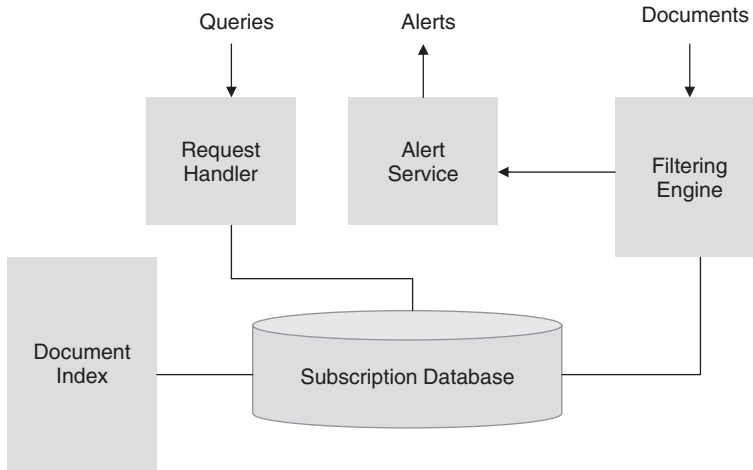 Queries
Alerts
Documents
Request
Handler
Alert
Service
Filtering
Engine
Document
Index
Subscription Database